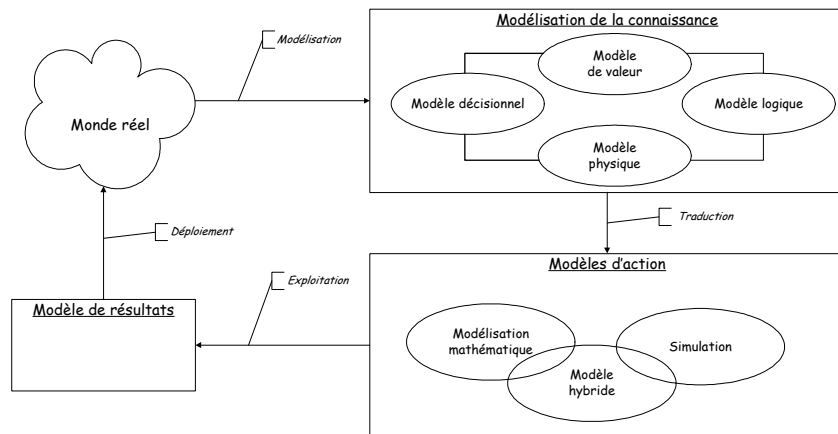 Modélisation
Modélisation de la connaissance
Modèle
de valeur
Monde réel
Modèle décisionnel
Modèle logique
Modèle
physique
Déploiement
Traduction
Modèle de résultats
Exploitation
Modèles d'action
Modélisation
mathématique
Simulation
Modèle
hybride